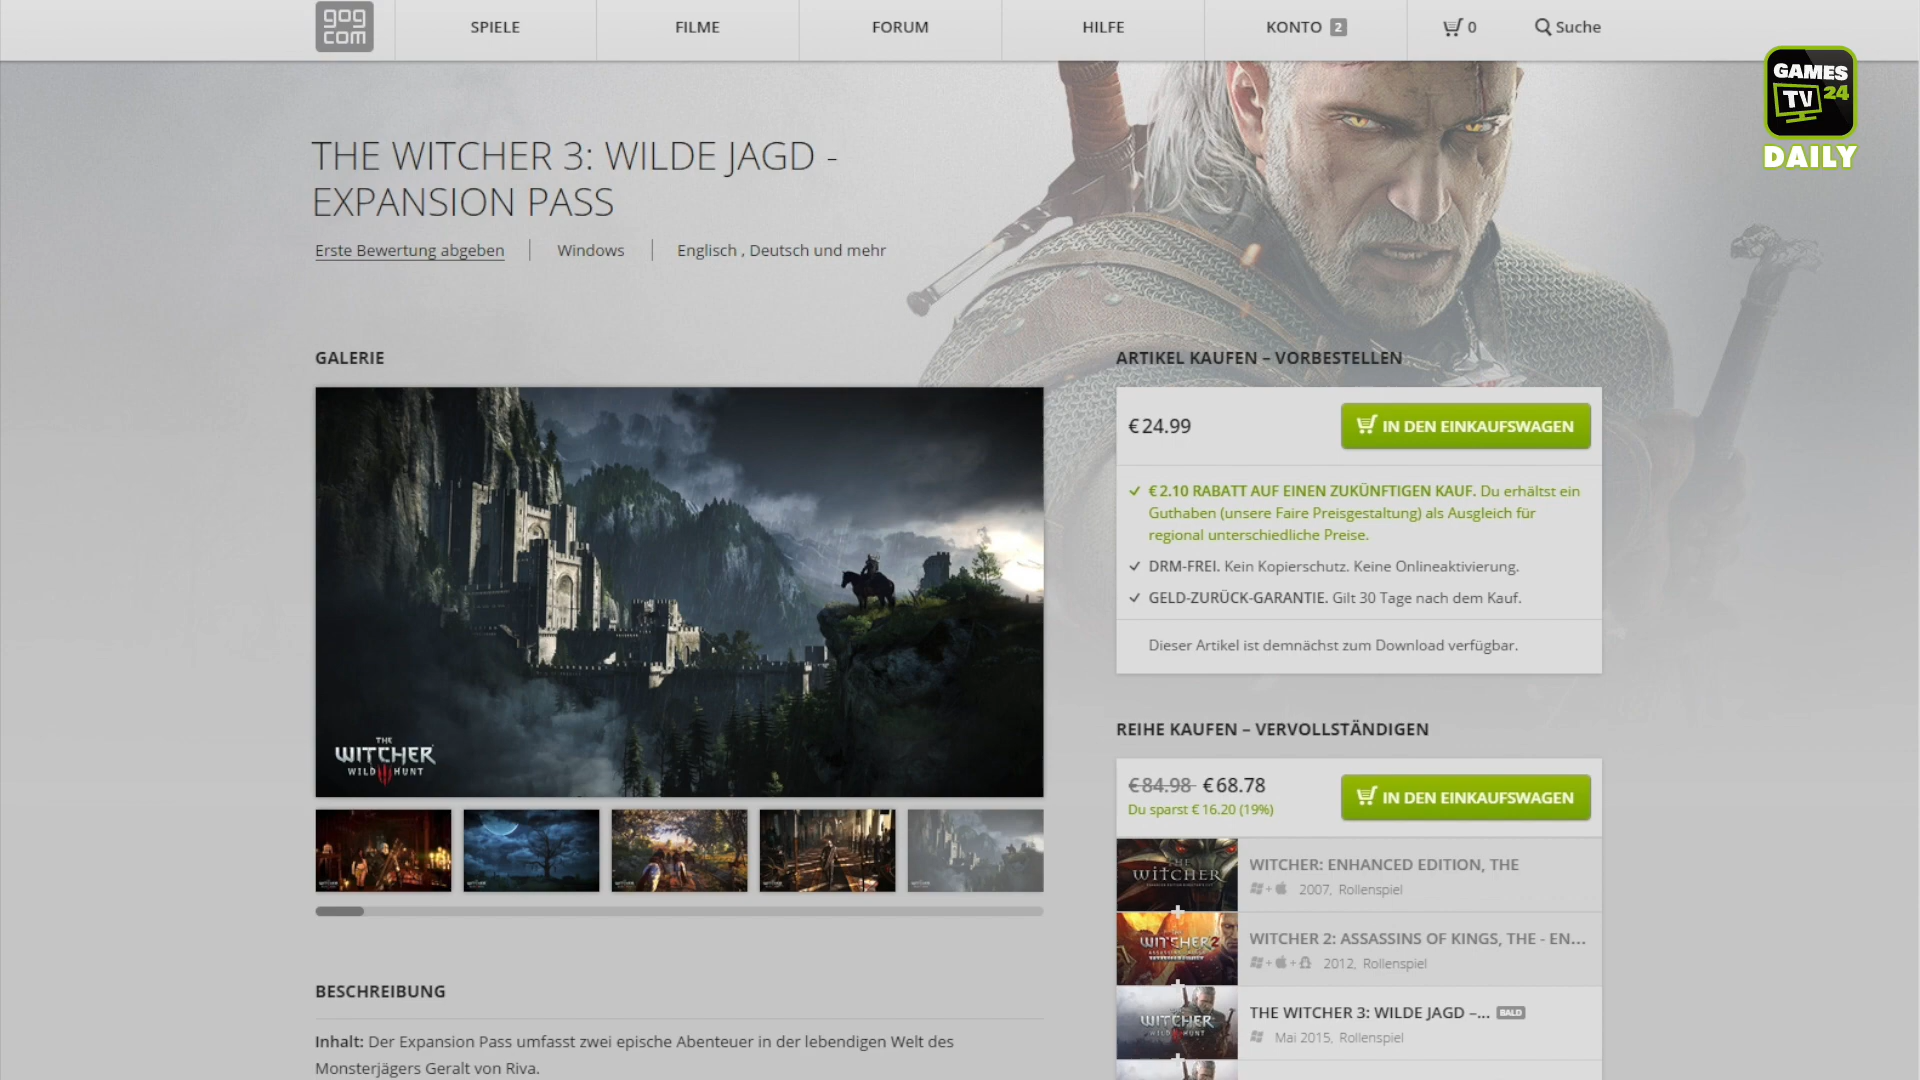 gog
com
SPIELE
FILME
FORUM
HILFE
KONTO 2
0
Suche
GAMES
TV 24
DAILY
THE WITCHER 3: WILDE JAGD -
EXPANSION PASS
Erste Bewertung abgeben
Windows
Englisch , Deutsch und mehr
GALERIE
THE
WITCHER
WILD HUNT
BESCHREIBUNG
Inhalt: Der Expansion Pass umfasst zwei epische Abenteuer in der lebendigen Welt des
Monsterjägers Geralt von Riva.
ARTIKEL KAUFEN – VORBESTELLEN
€ 24.99
IN DEN EINKAUFSWAGEN
€ 2.10 RABATT AUF EINEN ZUKÜNFTIGEN KAUF. Du erhältst ein
Guthaben (unsere Faire Preisgestaltung) als Ausgleich für
regional unterschiedliche Preise.
DRM-FREI. Kein Kopierschutz. Keine Onlineaktivierung.
GELD-ZURÜCK-GARANTIE. Gilt 30 Tage nach dem Kauf.
Dieser Artikel ist demnächst zum Download verfügbar.
REIHE KAUFEN – VERVOLLSTÄNDIGEN
€ 84.98 € 68.78
Du sparst € 16.20 (19%)
IN DEN EINKAUFSWAGEN
THE
WITCHER
WITCHER: ENHANCED EDITION, THE
+ 2007, Rollenspiel
WITCHER 2
WITCHER 2: ASSASSINS OF KINGS, THE - EN...
+ + 2012, Rollenspiel
WITCHER
WILD HUNT
THE WITCHER 3: WILDE JAGD –... BALD
Mai 2015, Rollenspiel